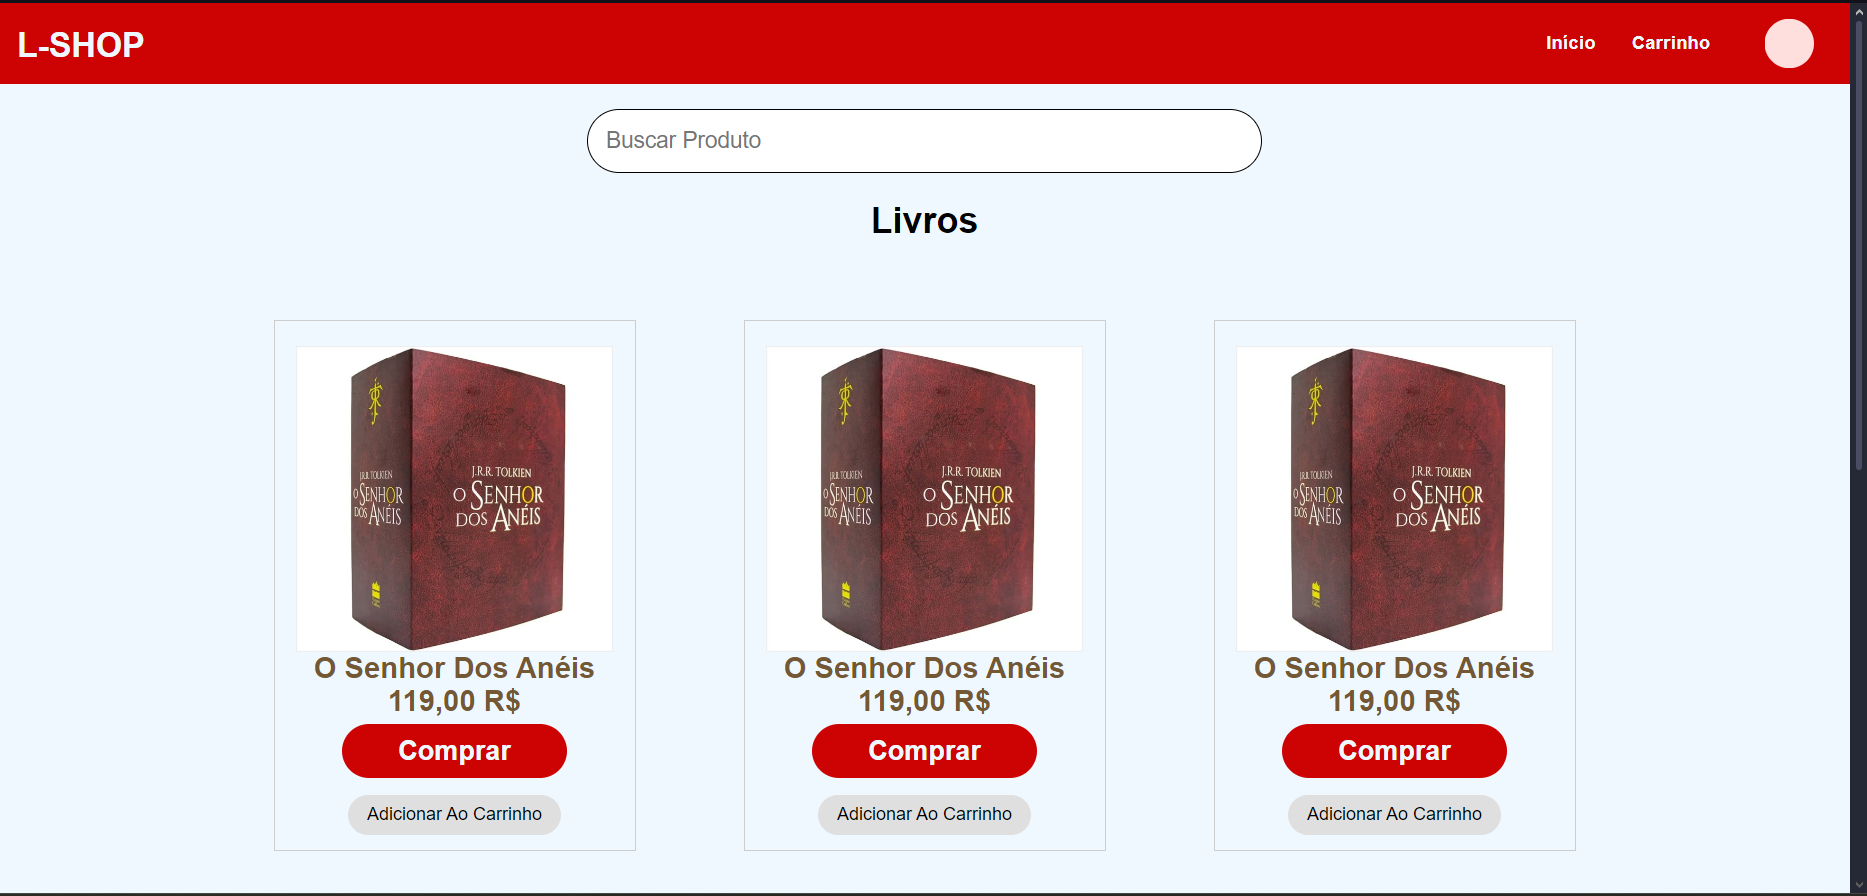 L-SHOP
Início Carrinho
Buscar Produto
Livros
J.R.R. TOLKIEN
O SENHOR
DOS ANÉIS
J.R.R. TOLKIEN
O SENHOR
DOS ANÉIS
O Senhor Dos Anéis
119,00 R$
Comprar
Adicionar Ao Carrinho
J.R.R. TOLKIEN
O SENHOR
DOS ANÉIS
J.R.R. TOLKIEN
O SENHOR
DOS ANÉIS
O Senhor Dos Anéis
119,00 R$
Comprar
Adicionar Ao Carrinho
J.R.R. TOLKIEN
O SENHOR
DOS ANÉIS
J.R.R. TOLKIEN
O SENHOR
DOS ANÉIS
O Senhor Dos Anéis
119,00 R$
Comprar
Adicionar Ao Carrinho